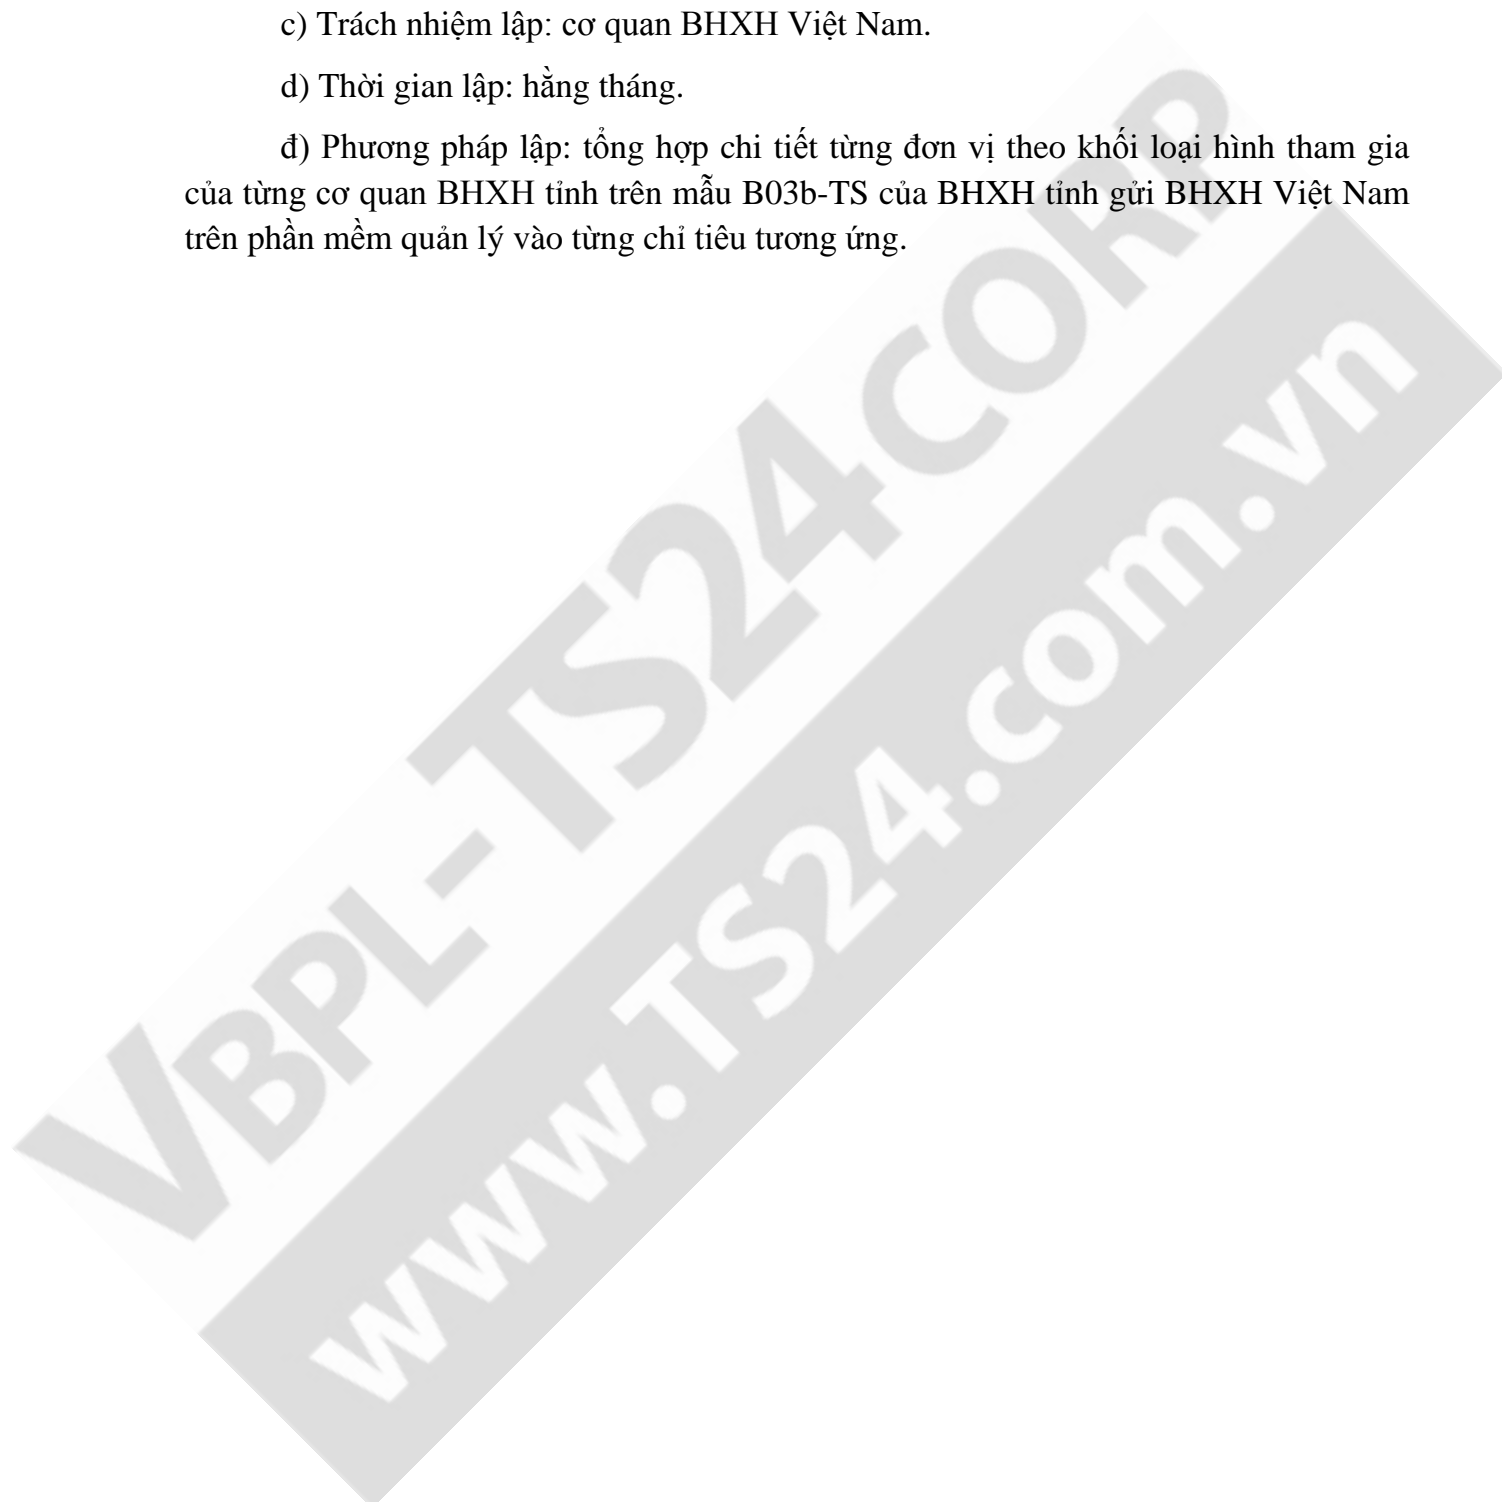 c) Trách nhiệm lập: cơ quan BHXH Việt Nam.
d) Thời gian lập: hằng tháng.
đ) Phương pháp lập: tổng hợp chi tiết từng đơn vị theo khối loại hình tham gia
của từng cơ quan BHXH tỉnh trên mẫu B03b-TS của BHXH tỉnh gửi BHXH Việt Nam
trên phần mềm quản lý vào từng chỉ tiêu tương ứng.
VBPL-TS24CORP
www.TS24.com.vn